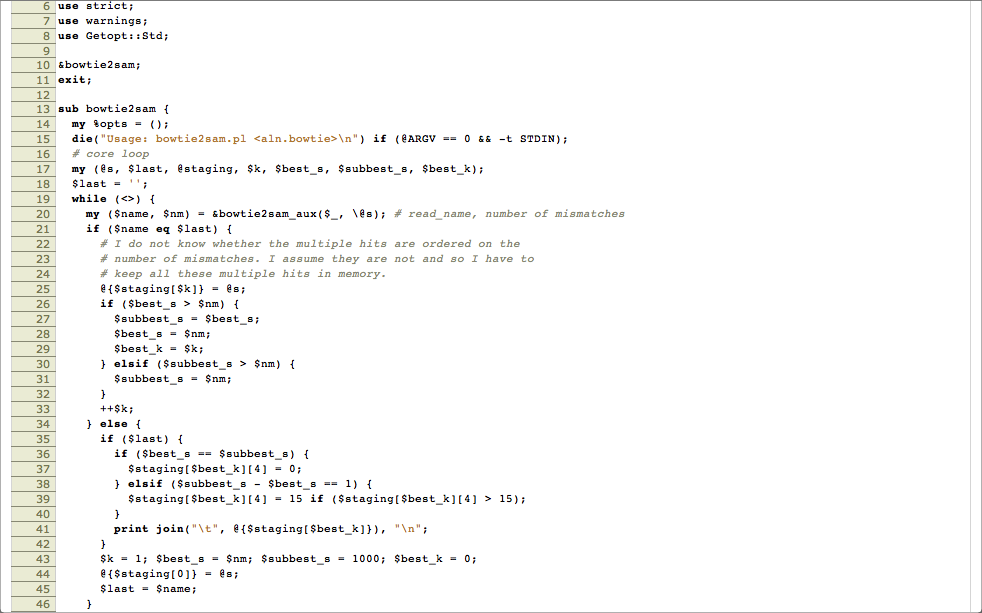 6 use strict;
7 use warnings;
8 use Getopt::Std;
9
10 &bowtie2sam;
11 exit;
12
13 sub bowtie2sam {
14   my %opts = ();
15   die("Usage: bowtie2sam.pl <aln.bowtie>\n") if (@ARGV == 0 && -t STDIN);
16   # core loop
17   my (@s, $last, @staging, $k, $best_s, $subbest_s, $best_k);
18   $last = '';
19   while (<>) {
20     my ($name, $nm) = &bowtie2sam_aux($_, \@s); # read_name, number of mismatches
21     if ($name eq $last) {
22       # I do not know whether the multiple hits are ordered on the
23       # number of mismatches. I assume they are not and so I have to
24       # keep all these multiple hits in memory.
25       @{$staging[$k]} = @s;
26       if ($best_s > $nm) {
27         $subbest_s = $best_s;
28         $best_s = $nm;
29         $best_k = $k;
30       } elsif ($subbest_s > $nm) {
31         $subbest_s = $nm;
32       }
33       ++$k;
34     } else {
35       if ($last) {
36         if ($best_s == $subbest_s) {
37           $staging[$best_k][4] = 0;
38         } elsif ($subbest_s - $best_s == 1) {
39           $staging[$best_k][4] = 15 if ($staging[$best_k][4] > 15);
40         }
41         print join("\t", @{$staging[$best_k]}), "\n";
42       }
43       $k = 1; $best_s = $nm; $subbest_s = 1000; $best_k = 0;
44       @{$staging[0]} = @s;
45       $last = $name;
46     }